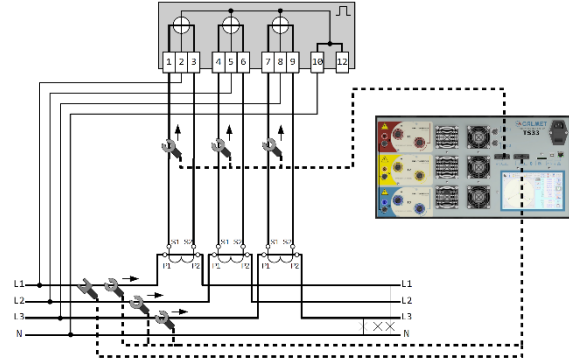 1 2 3 4 5 6 7 8 9 10 12
CALMET
TS33
S1 S2 S1 S2 S1 S2
P1 P2 P1 P2 P1 P2
L1 L1
L2 L2
L3 L3
N N